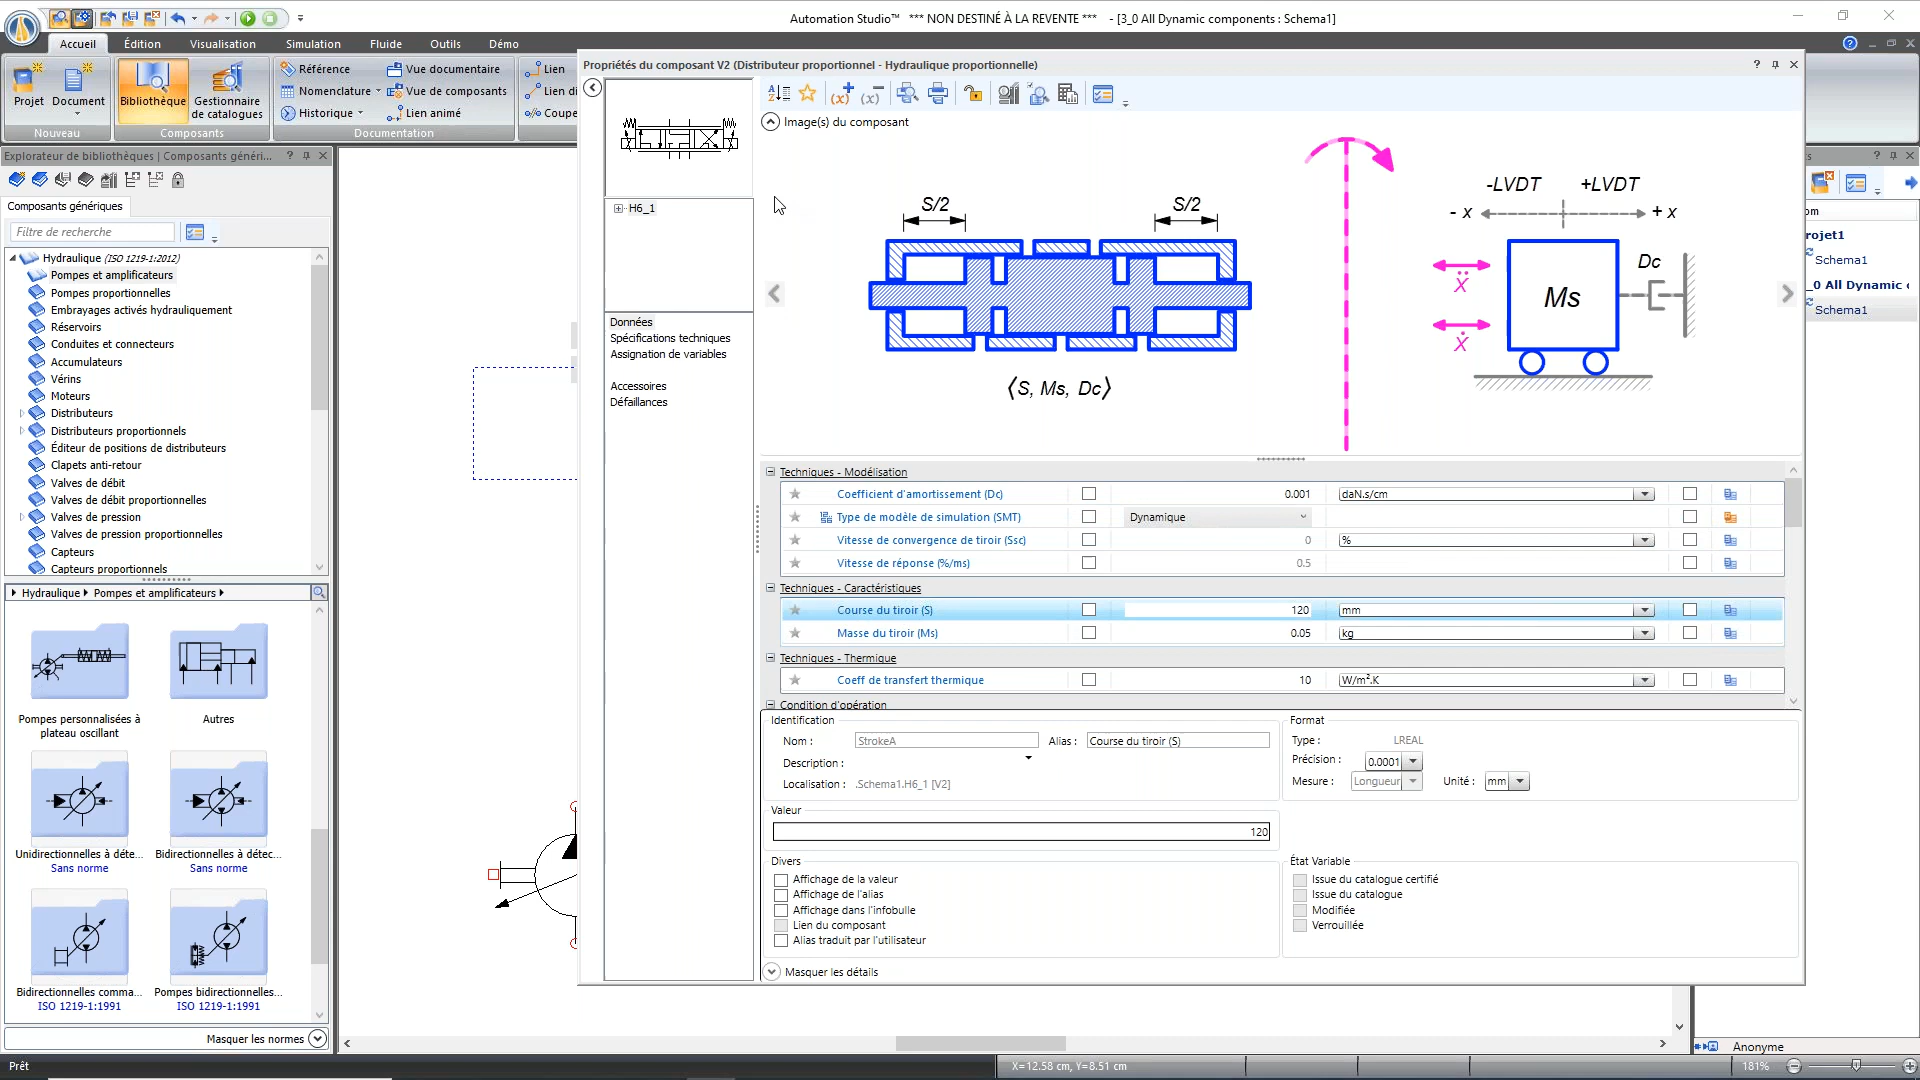 Automation Studio™ *** NON DESTINÉ À LA REVENTE *** - [3_0 All Dynamic components : Schema1]
Accueil Édition Visualisation Simulation Fluide Outils Démo
Projet Document
Nouveau
Bibliothèque Gestionnaire de catalogues
Composants
Référence Vue documentaire
Nomenclature Vue de composants
Historique Lien animé
Documentation
Lien
Lien di
Coupe
Explorateur de bibliothèques | Composants généri...
Composants génériques
Filtre de recherche
Hydraulique (ISO 1219-1:2012)
Pompes et amplificateurs
Pompes proportionnelles
Embrayages activés hydrauliquement
Réservoirs
Conduites et connecteurs
Accumulateurs
Vérins
Moteurs
Distributeurs
Distributeurs proportionnels
Éditeur de positions de distributeurs
Clapets anti-retour
Valves de débit
Valves de débit proportionnelles
Valves de pression
Valves de pression proportionnelles
Capteurs
Capteurs proportionnels
Hydraulique Pompes et amplificateurs
Pompes personnalisées à plateau oscillant
Autres
Unidirectionnelles à déte...
Sans norme
Bidirectionnelles à détec...
Sans norme
Bidirectionnelles comma...
ISO 1219-1:1991
Pompes bidirectionnelles...
ISO 1219-1:1991
Masquer les normes
Prêt
Propriétés du composant V2 (Distributeur proportionnel - Hydraulique proportionnelle)
H6_1
Données
Spécifications techniques
Assignation de variables
Accessoires
Défaillances
Image(s) du composant
S/2 S/2
⟨S, Ms, Dc⟩
-LVDT +LVDT
- x + x
Dc
Ms
Ẍ
Ẋ
Techniques - Modélisation
Coefficient d'amortissement (Dc) 0.001 daN.s/cm
Type de modèle de simulation (SMT) Dynamique
Vitesse de convergence de tiroir (Ssc) 0 %
Vitesse de réponse (%/ms) 0.5
Techniques - Caractéristiques
Course du tiroir (S) 120 mm
Masse du tiroir (Ms) 0.05 kg
Techniques - Thermique
Coeff de transfert thermique 10 W/m².K
Condition d'opération
Identification
Nom : StrokeA Alias : Course du tiroir (S)
Description :
Localisation : .Schema1.H6_1 [V2]
Format
Type : LREAL
Précision : 0.0001
Mesure : Longueur Unité : mm
Valeur
120
Divers
Affichage de la valeur
Affichage de l'alias
Affichage dans l'infobulle
Lien du composant
Alias traduit par l'utilisateur
État Variable
Issue du catalogue certifié
Issue du catalogue
Modifiée
Verrouillée
Masquer les détails
s
om
rojet1
Schema1
_0 All Dynamic c
Schema1
Anonyme
X=12.58 cm, Y=8.51 cm
181%